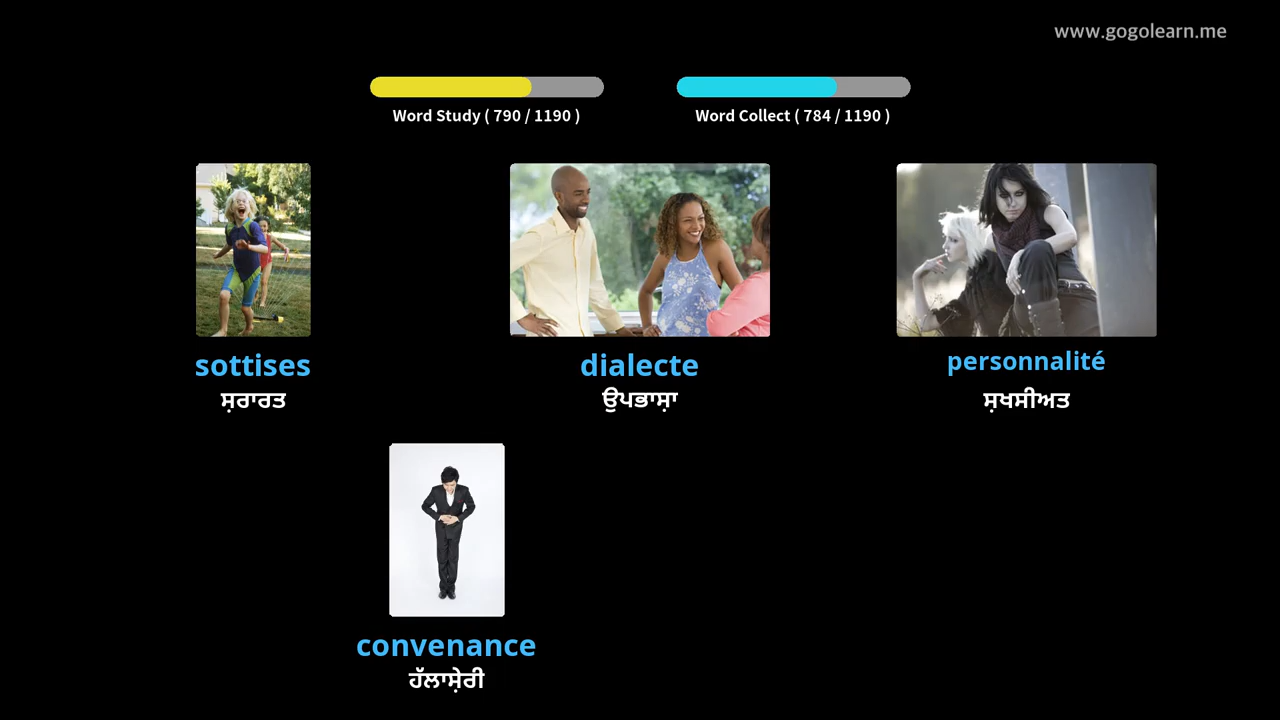 www.gogolearn.me
Word Study ( 790 / 1190 )
Word Collect ( 784 / 1190 )
sottises
ਸ਼ਰਾਰਤ
dialecte
ਉਪਭਾਸ਼ਾ
personnalité
ਸ਼ਖਸੀਅਤ
convenance
ਹੱਲਾਸ਼ੇਰੀ